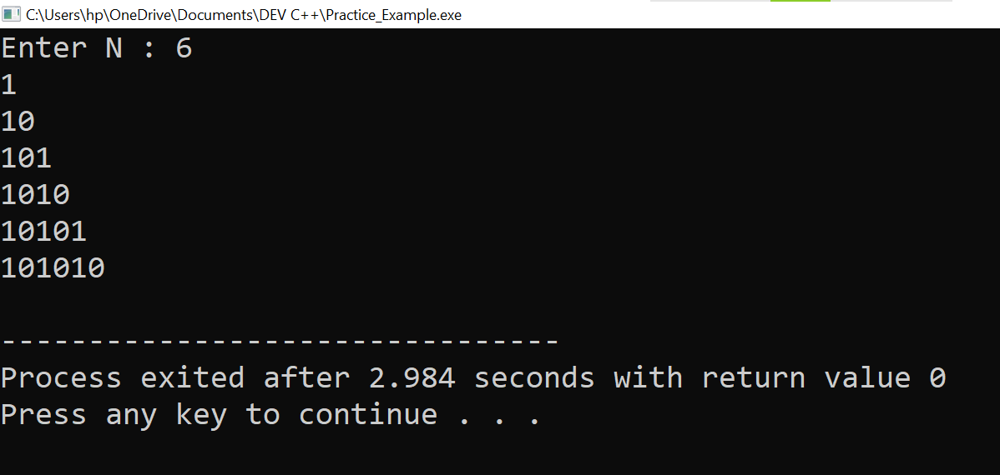 C:\Users\hp\OneDrive\Documents\DEV C++\Practice_Example.exe
Enter N : 6
1
10
101
1010
10101
101010
--------------------------------
Process exited after 2.984 seconds with return value 0
Press any key to continue . . .